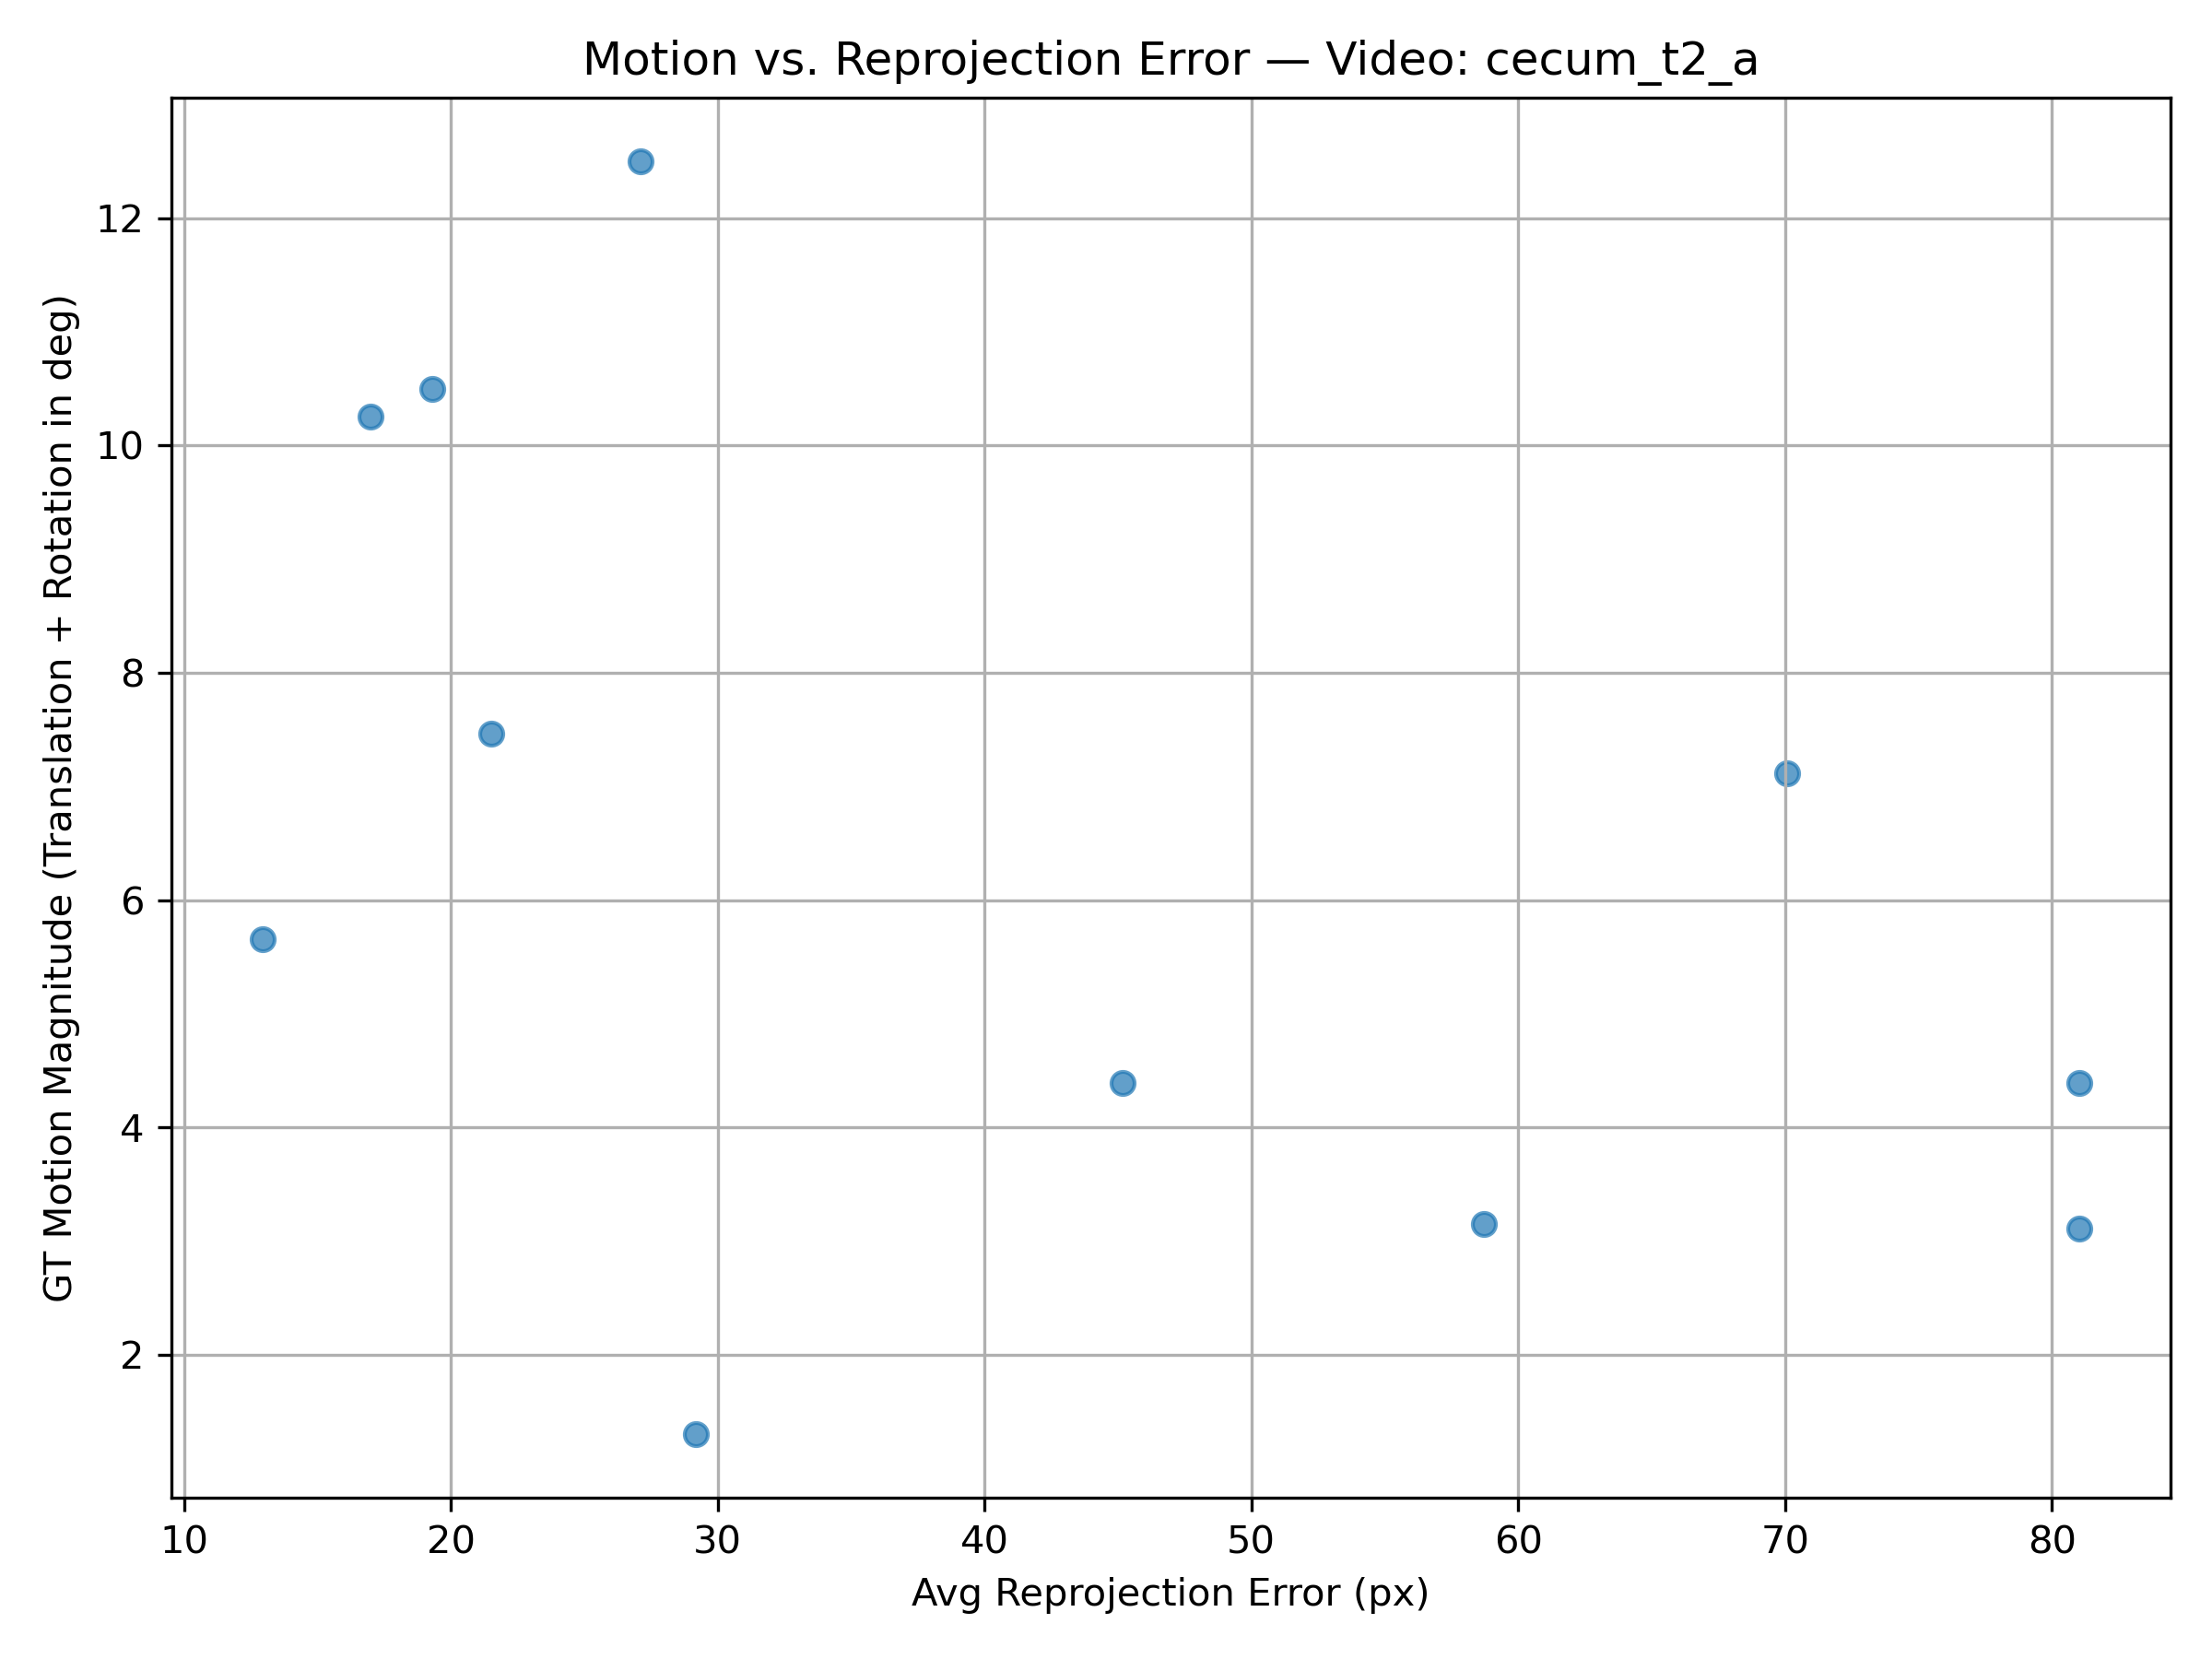 Motion vs. Reprojection Error — Video: cecum_t2_a
GT Motion Magnitude (Translation + Rotation in deg)
12
10
8
6
4
2
10 20 30 40 50 60 70 80
Avg Reprojection Error (px)